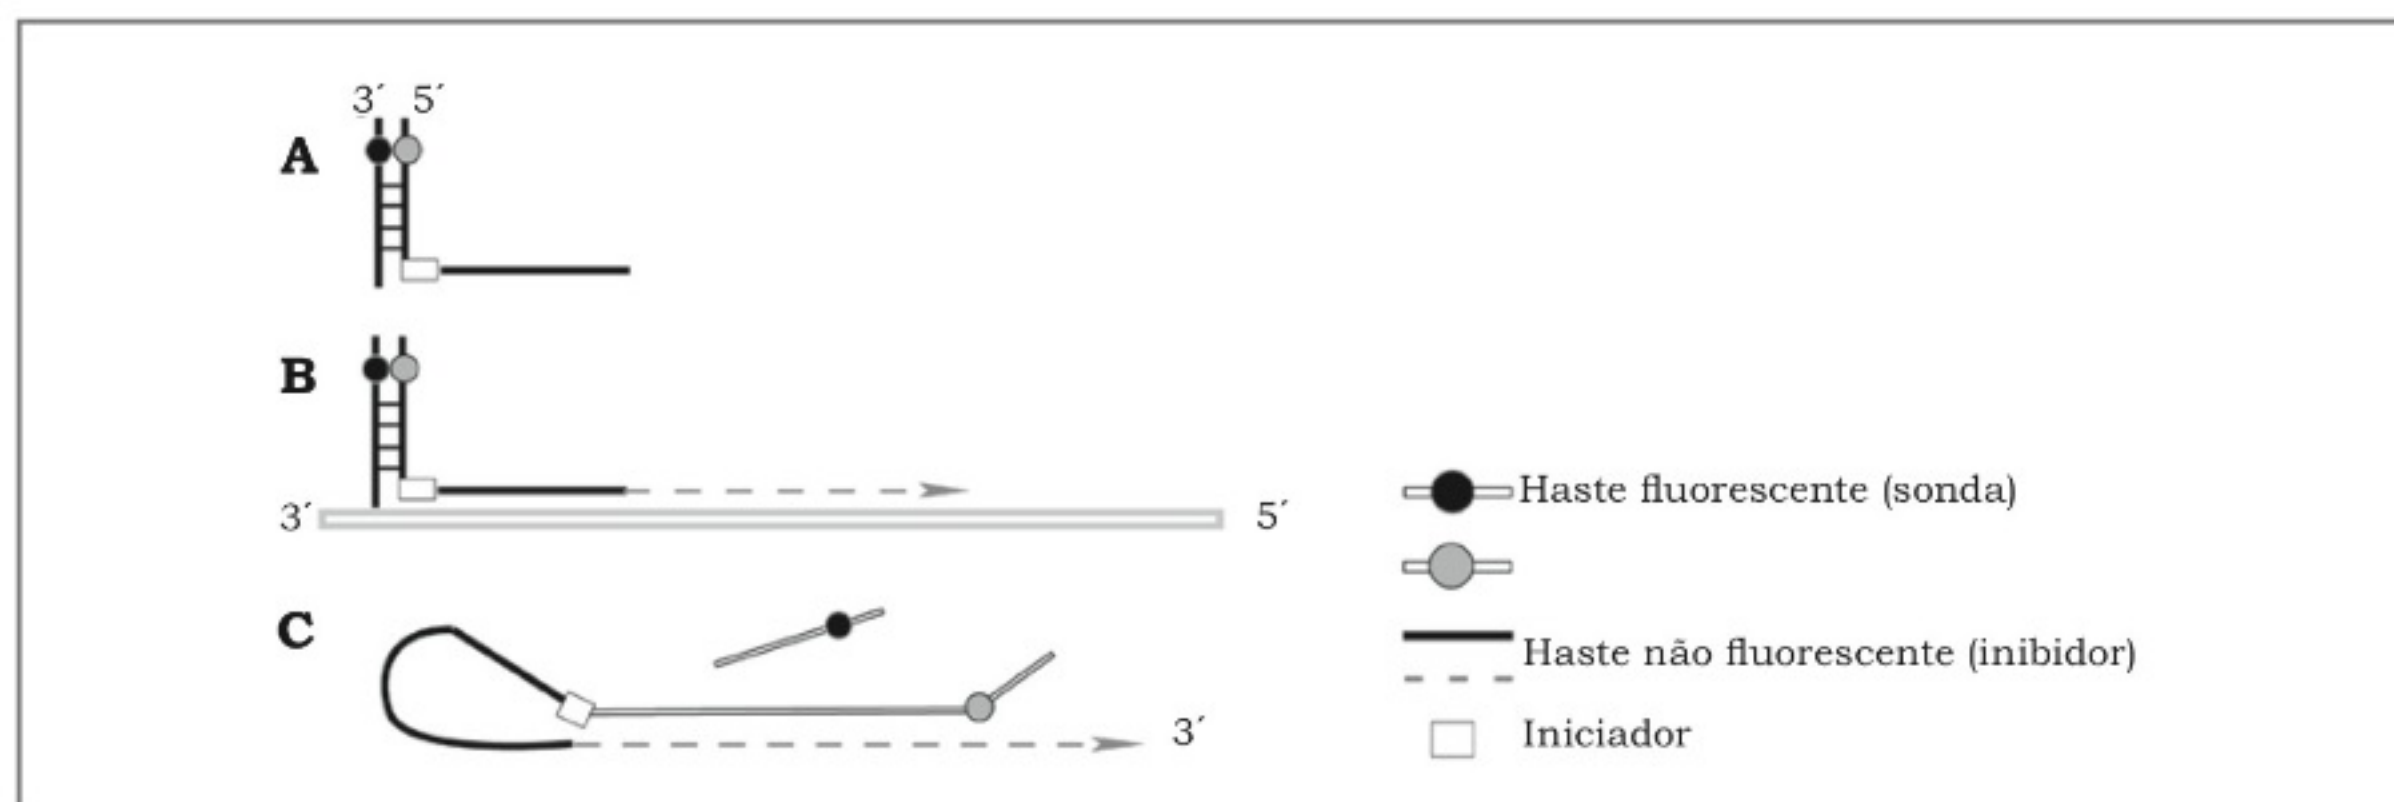 3´ 5´
A
B
3´ 5´
C
3´
Haste fluorescente (sonda)
Haste não fluorescente (inibidor)
Iniciador